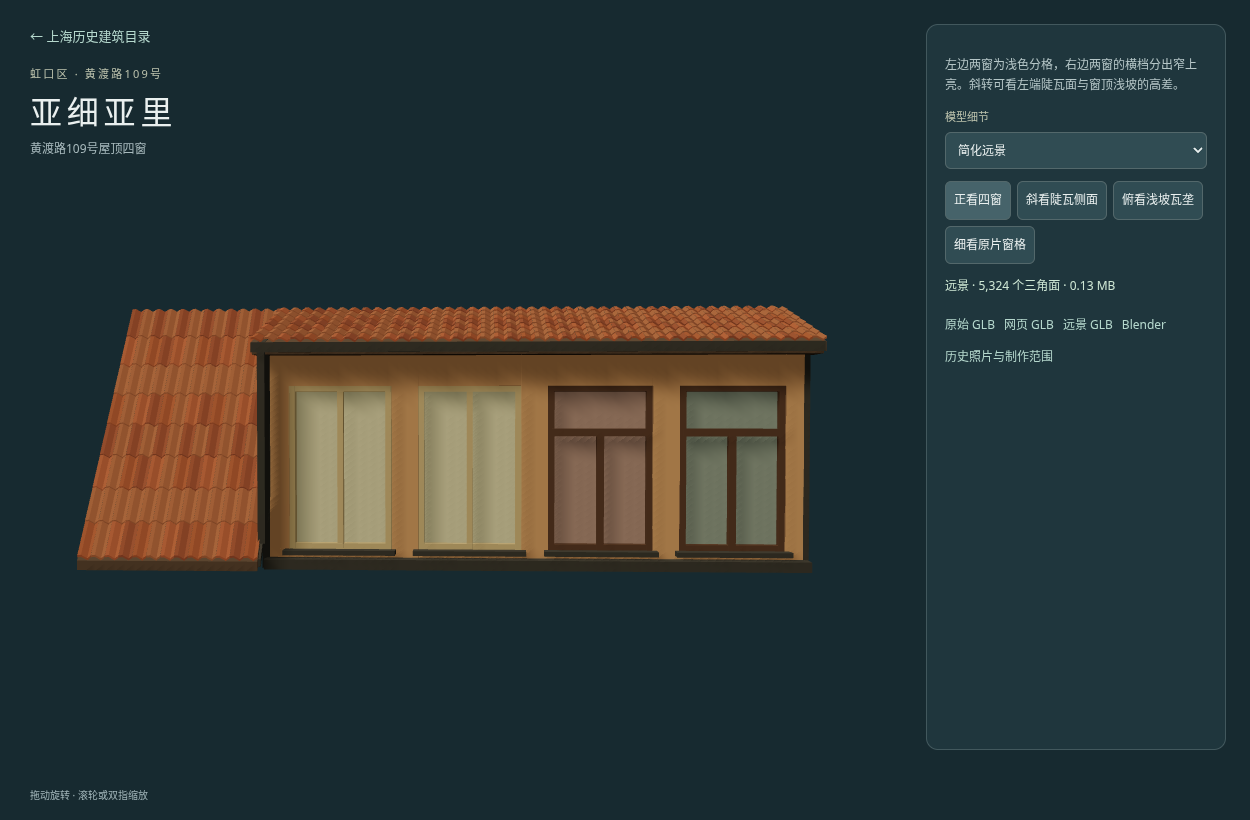 ← 上海历史建筑目录
虹口区 · 黄渡路109号
亚细亚里
黄渡路109号屋顶四窗
左边两窗为浅色分格，右边两窗的横档分出窄上
亮。斜转可看左端陡瓦面与窗顶浅坡的高差。
模型细节
简化远景
正看四窗 斜看陡瓦侧面 俯看浅坡瓦垄
细看原片窗格
远景 · 5,324 个三角面 · 0.13 MB
原始 GLB 网页 GLB 远景 GLB Blender
历史照片与制作范围
拖动旋转 · 滚轮或双指缩放